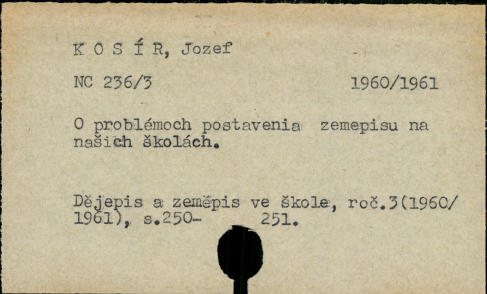 K O S Í R, Jozef
NC 236/3 1960/1961
O problémoch postavenia zemepisu na
našich školách.
Dějepis a zeměpis ve škole, roč.3(1960/
1961), s.250- 251.